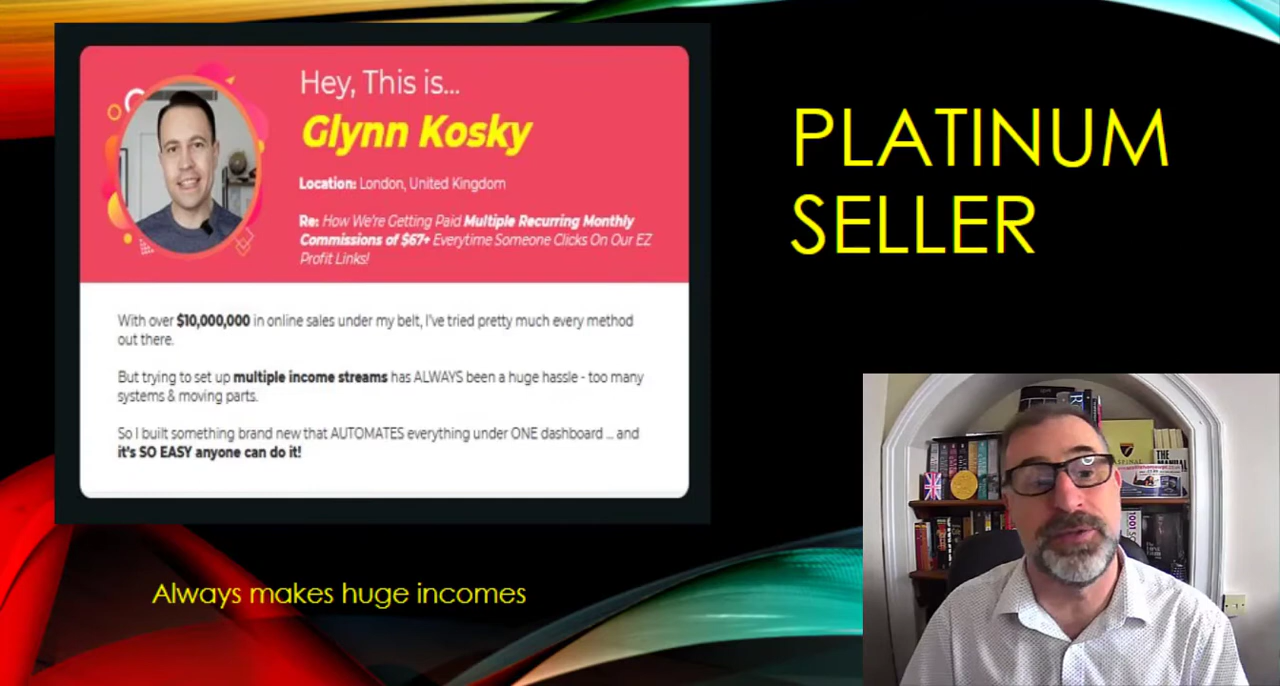 Hey, This is...
Glynn Kosky
Location: London, United Kingdom
Re: How We're Getting Paid Multiple Recurring Monthly
Commissions of $67+ Everytime Someone Clicks On Our EZ
Profit Links!
With over $10,000,000 in online sales under my belt, I've tried pretty much every method
out there.
But trying to set up multiple income streams has ALWAYS been a huge hassle - too many
systems & moving parts.
So I built something brand new that AUTOMATES everything under ONE dashboard ... and
it's SO EASY anyone can do it!
PLATINUM
SELLER
Always makes huge incomes
THE
MANUAL
1001